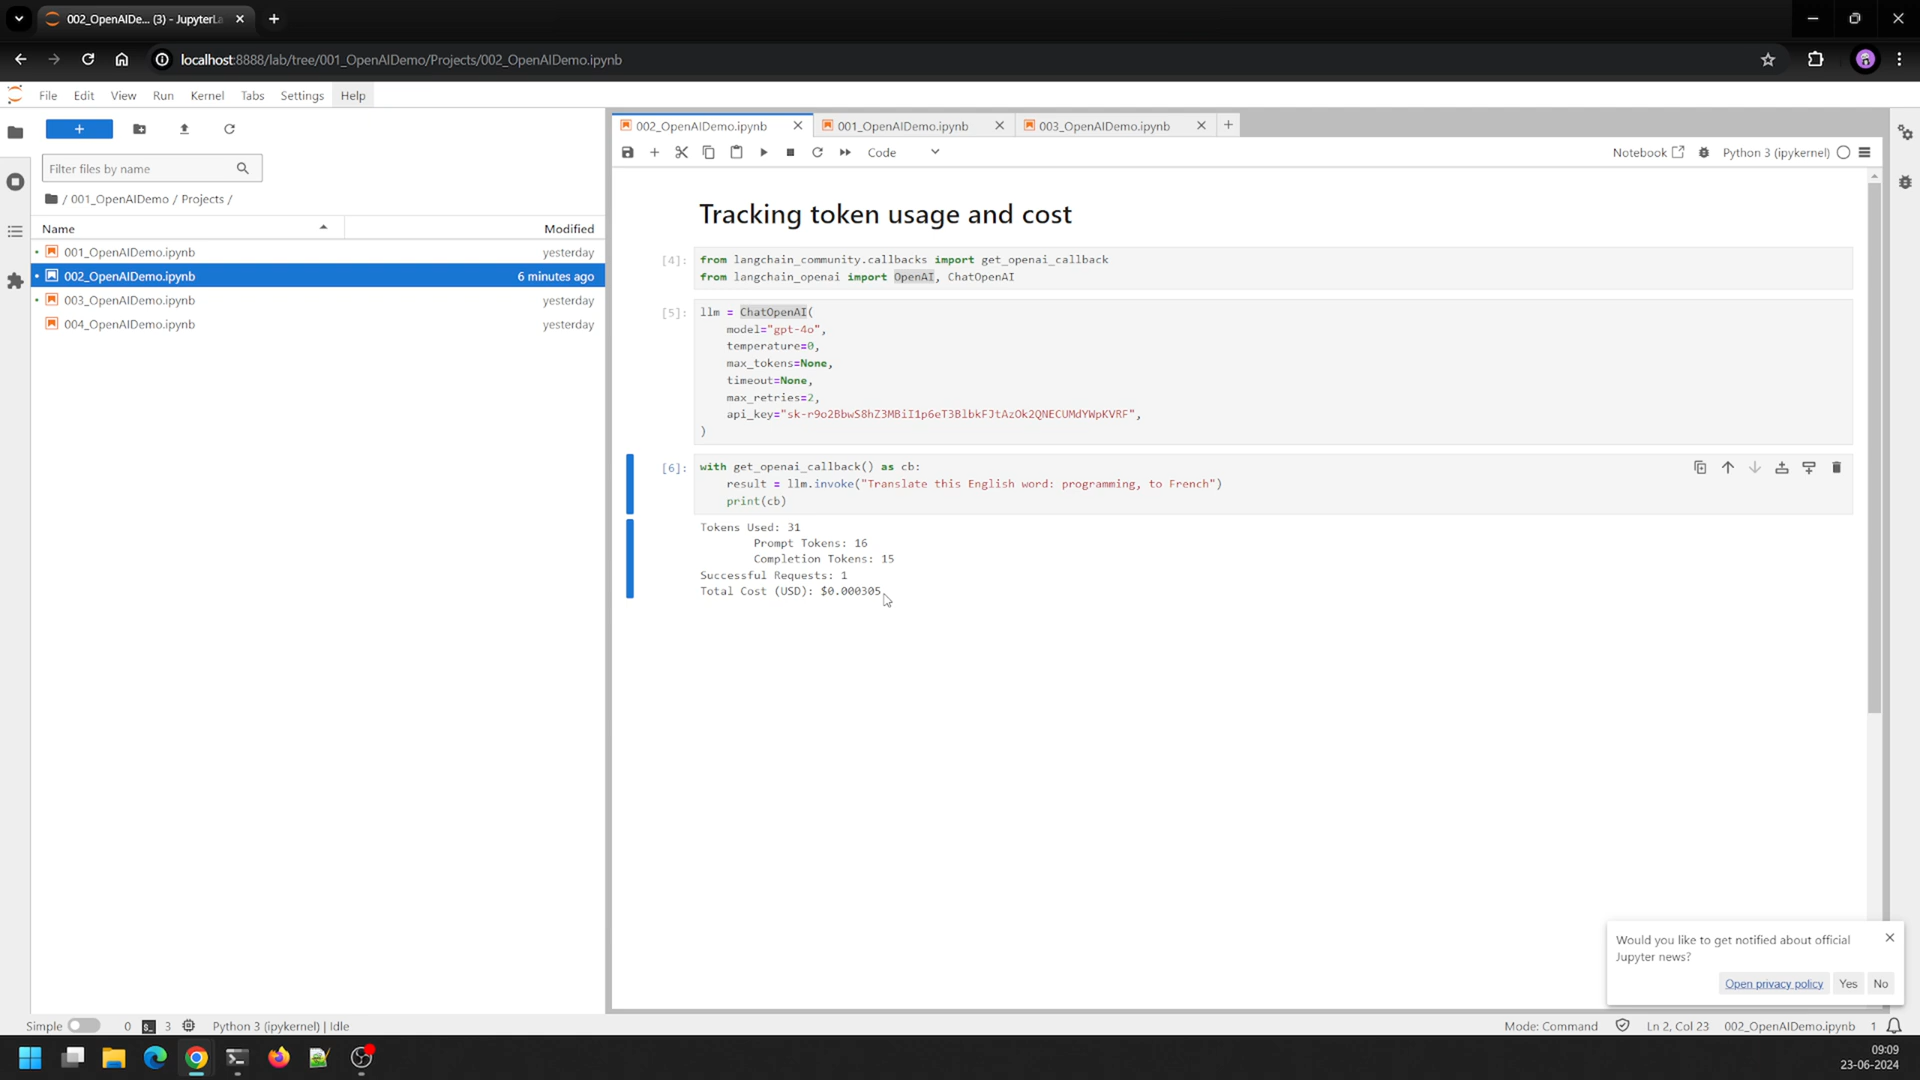 002_OpenAIDe... (3) - JupyterLa
localhost:8888/lab/tree/001_OpenAIDemo/Projects/002_OpenAIDemo.ipynb
File Edit View Run Kernel Tabs Settings Help
Filter files by name
/ 001_OpenAIDemo / Projects /
Name Modified
001_OpenAIDemo.ipynb yesterday
002_OpenAIDemo.ipynb 6 minutes ago
003_OpenAIDemo.ipynb yesterday
004_OpenAIDemo.ipynb yesterday
002_OpenAIDemo.ipynb 001_OpenAIDemo.ipynb 003_OpenAIDemo.ipynb
Code Notebook Python 3 (ipykernel)
Tracking token usage and cost
[4]: from langchain_community.callbacks import get_openai_callback
from langchain_openai import OpenAI, ChatOpenAI
[5]: llm = ChatOpenAI(
model="gpt-4o",
temperature=0,
max_tokens=None,
timeout=None,
max_retries=2,
api_key="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",
)
[6]: with get_openai_callback() as cb:
result = llm.invoke("Translate this English word: programming, to French")
print(cb)
Tokens Used: 31
Prompt Tokens: 16
Completion Tokens: 15
Successful Requests: 1
Total Cost (USD): $0.000305
Would you like to get notified about official
Jupyter news?
Open privacy policy Yes No
Simple 0 3 Python 3 (ipykernel) | Idle Mode: Command Ln 2, Col 23 002_OpenAIDemo.ipynb 1
09:09
23-06-2024